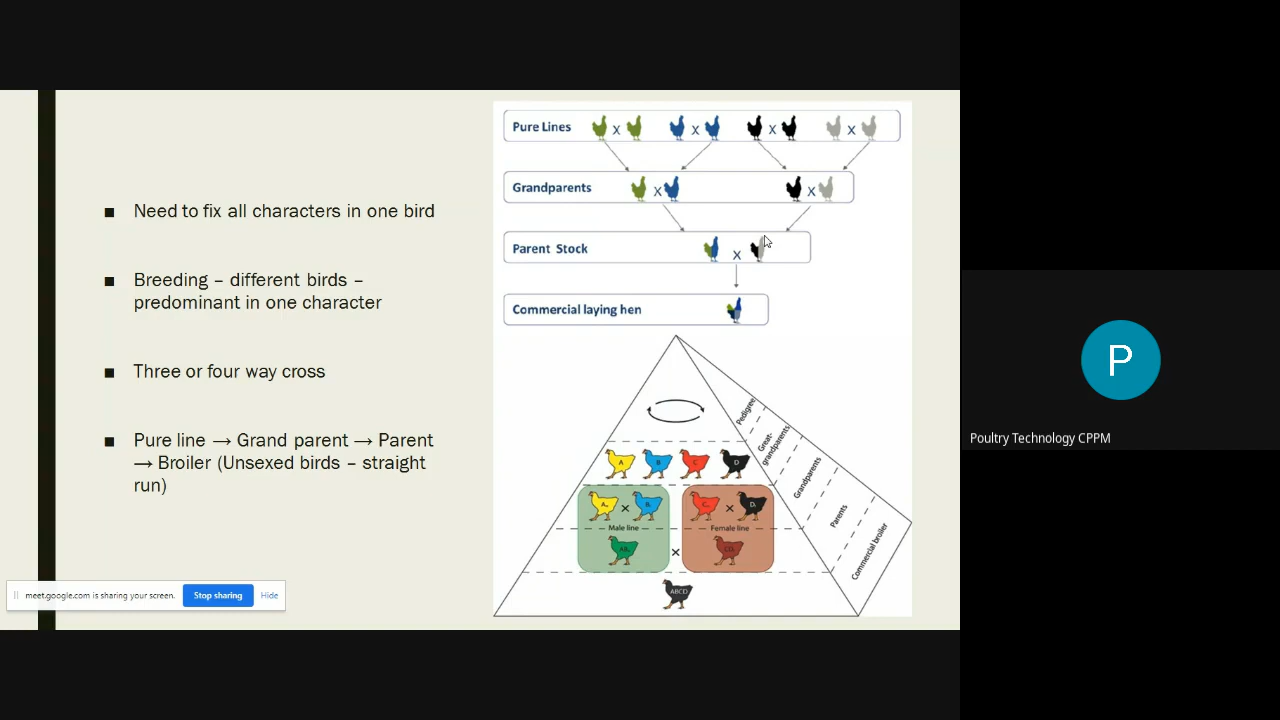 ■ Need to fix all characters in one bird
■ Breeding – different birds –
predominant in one character
■ Three or four way cross
■ Pure line → Grand parent → Parent
→ Broiler (Unsexed birds – straight
run)
Pure Lines X X X X
Grandparents X X
Parent Stock X
Commercial laying hen
Pedigree
Great-
grandparents
Grandparents
Parents
Commercial broiler
A B C D
× ×
Male line Female line
×
ABCD
meet.google.com is sharing your screen. Stop sharing Hide
P
Poultry Technology CPPM